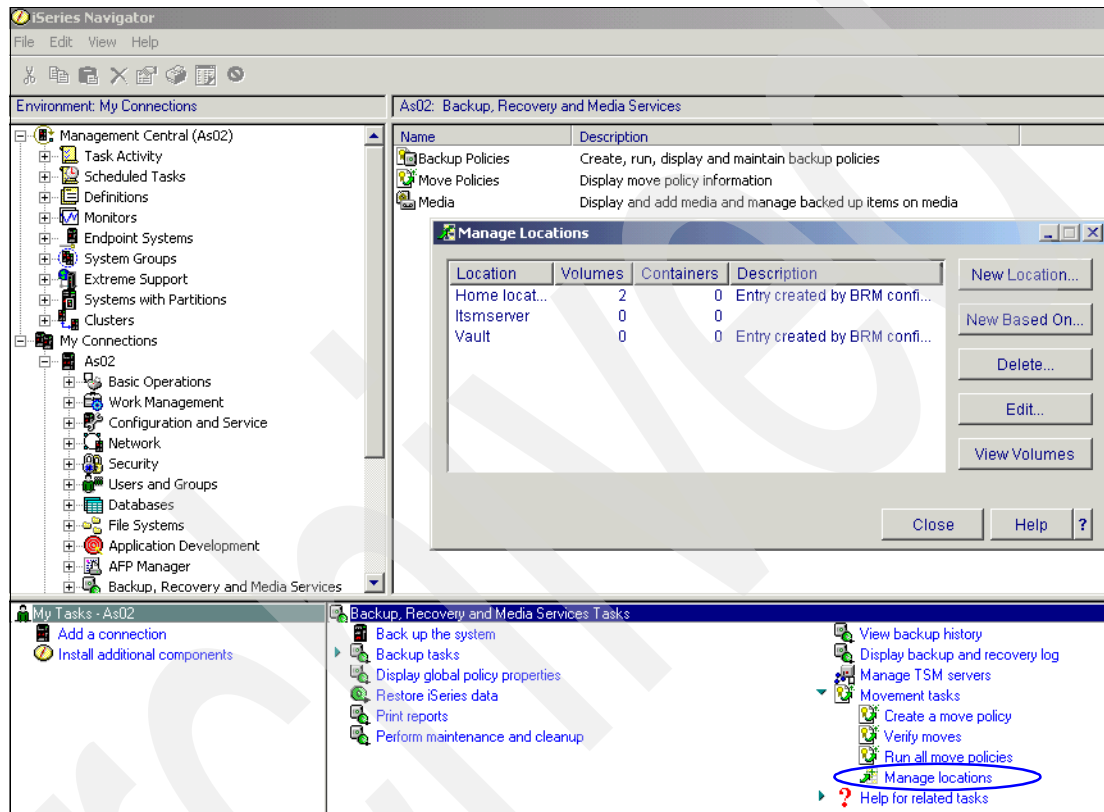 iSeries Navigator
File Edit View Help
Environment: My Connections
As02: Backup, Recovery and Media Services
Management Central (As02)
Task Activity
Scheduled Tasks
Definitions
Monitors
Endpoint Systems
System Groups
Extreme Support
Systems with Partitions
Clusters
My Connections
As02
Basic Operations
Work Management
Configuration and Service
Network
Security
Users and Groups
Databases
File Systems
Application Development
AFP Manager
Backup, Recovery and Media Services
Name Description
Backup Policies Create, run, display and maintain backup policies
Move Policies Display move policy information
Media Display and add media and manage backed up items on media
Manage Locations
Location Volumes Containers Description
Home locat... 2 0 Entry created by BRM confi...
Itsmserver 0 0
Vault 0 0 Entry created by BRM confi...
New Location...
New Based On...
Delete...
Edit...
View Volumes
Close Help ?
My Tasks - As02
Add a connection
Install additional components
Backup, Recovery and Media Services Tasks
Back up the system
Backup tasks
Display global policy properties
Restore iSeries data
Print reports
Perform maintenance and cleanup
View backup history
Display backup and recovery log
Manage TSM servers
Movement tasks
Create a move policy
Verify moves
Run all move policies
Manage locations
Help for related tasks